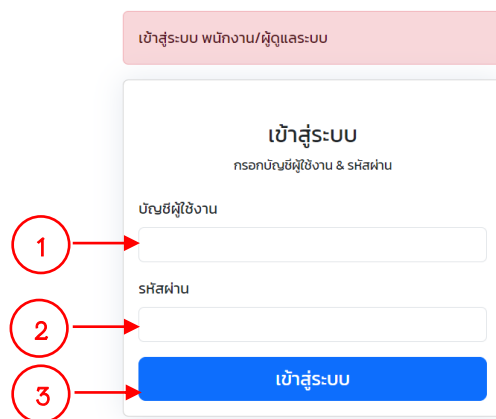 เข้าสู่ระบบ พนักงาน/ผู้ดูแลระบบ
เข้าสู่ระบบ
กรอกบัญชีผู้ใช้งาน & รหัสผ่าน
บัญชีผู้ใช้งาน
1
รหัสผ่าน
2
เข้าสู่ระบบ
3